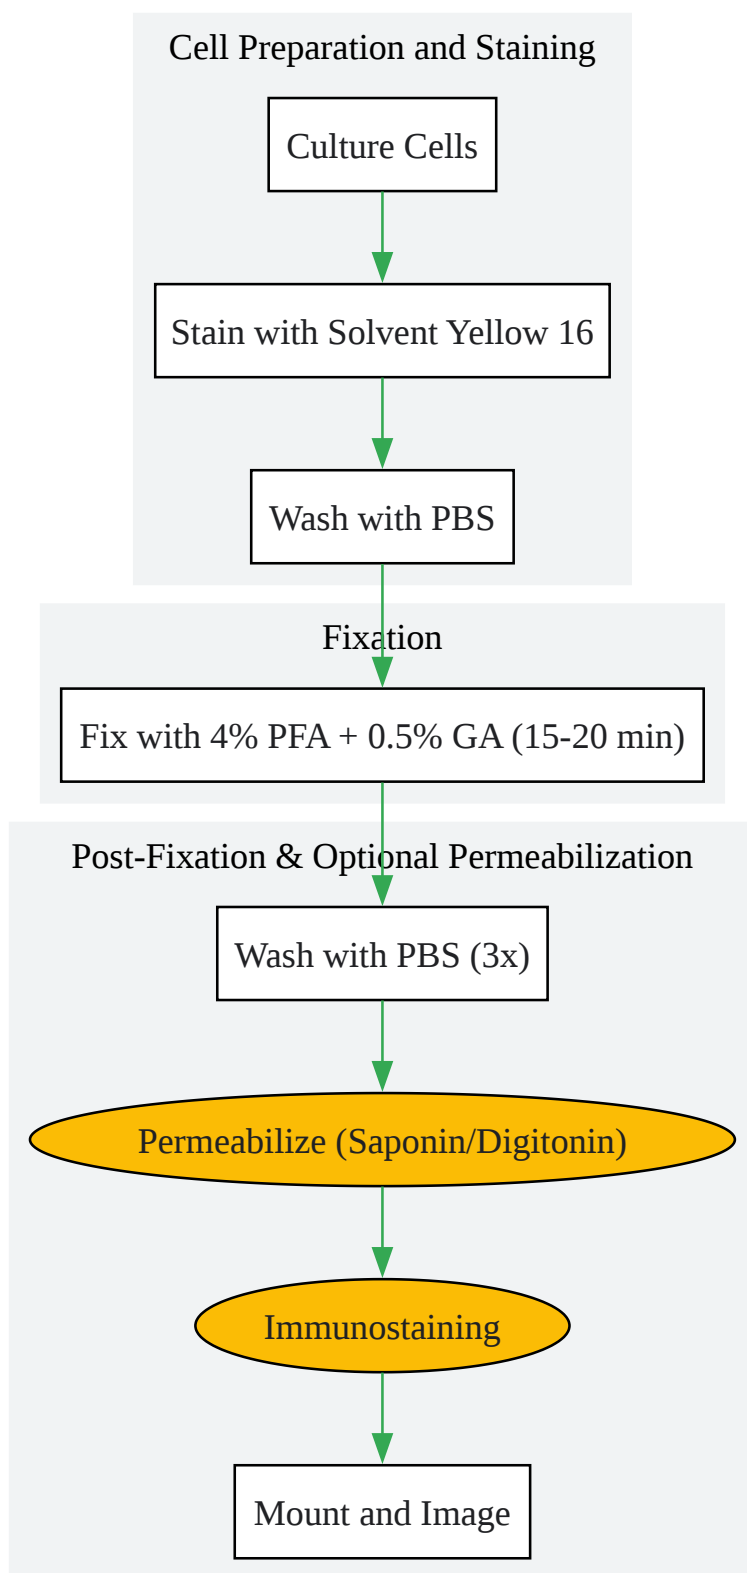 Cell Preparation and Staining
Culture Cells
Stain with Solvent Yellow 16
Wash with PBS
Fixation
Fix with 4% PFA + 0.5% GA (15-20 min)
Post-Fixation & Optional Permeabilization
Wash with PBS (3x)
Permeabilize (Saponin/Digitonin)
Immunostaining
Mount and Image